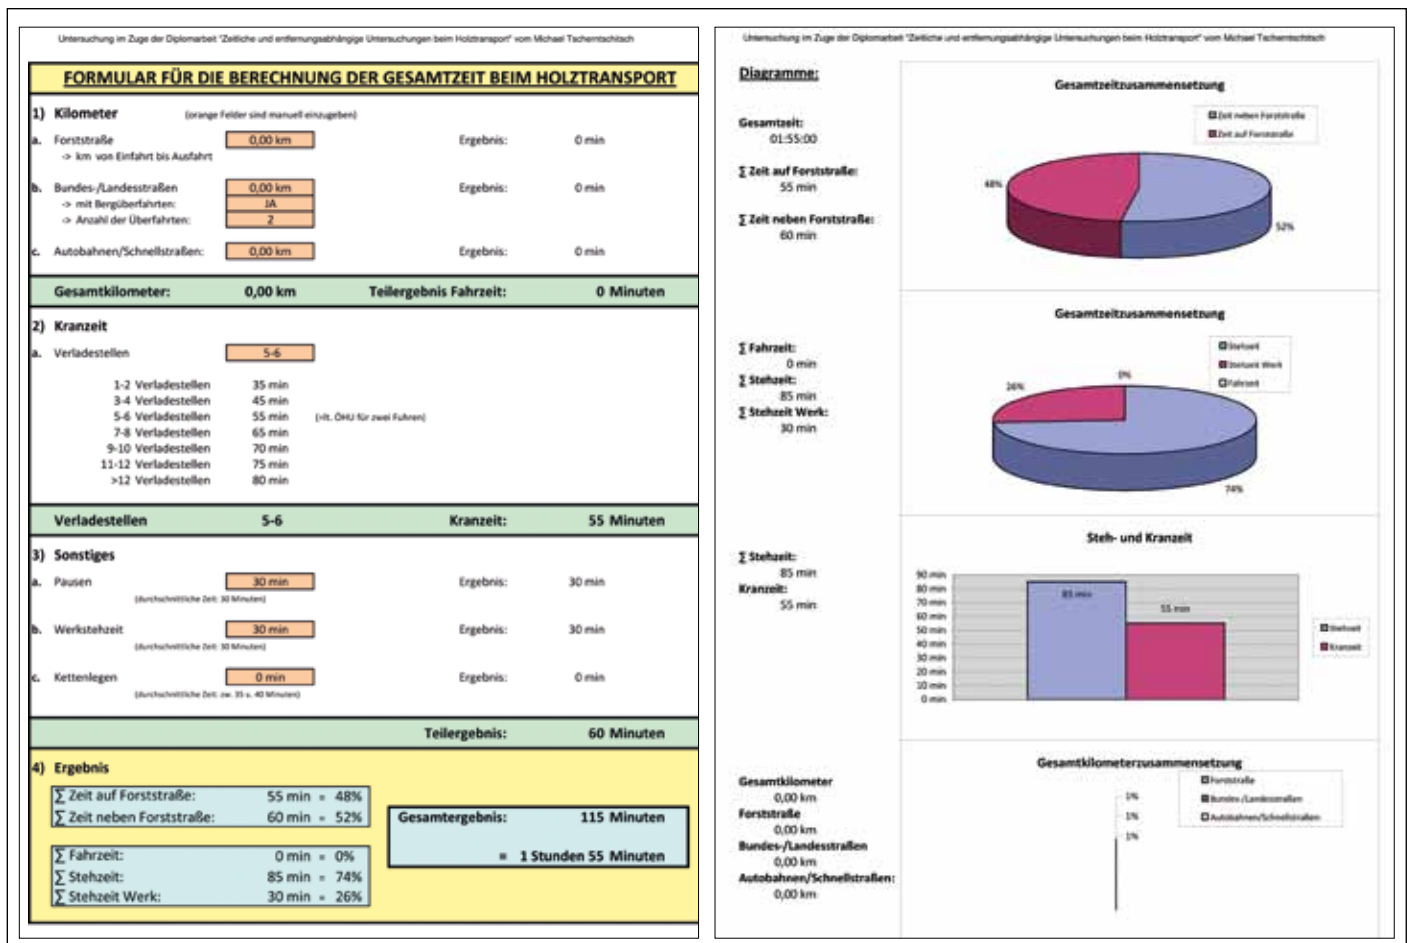 Untersuchung im Zuge der Diplomarbeit "Zeitliche und entfernungsabhängige Untersuchungen beim Holztransport" vom Michael Tscherntschitsch
FORMULAR FÜR DIE BERECHNUNG DER GESAMTZEIT BEIM HOLZTRANSPORT
1) Kilometer (orange Felder sind manuell einzugeben)
a. Forststraße 0,00 km Ergebnis: 0 min
-> km von Einfahrt bis Ausfahrt
b. Bundes-/Landesstraßen 0,00 km Ergebnis: 0 min
-> mit Bergüberfahrten: JA
-> Anzahl der Überfahrten: 2
c. Autobahnen/Schnellstraßen: 0,00 km Ergebnis: 0 min
Gesamtkilometer: 0,00 km Teilergebnis Fahrzeit: 0 Minuten
2) Kranzeit
a. Verladestellen 5-6
1-2 Verladestellen 35 min
3-4 Verladestellen 45 min
5-6 Verladestellen 55 min (>lt. ÖHU für zwei Fuhren)
7-8 Verladestellen 65 min
9-10 Verladestellen 70 min
11-12 Verladestellen 75 min
>12 Verladestellen 80 min
Verladestellen 5-6 Kranzeit: 55 Minuten
3) Sonstiges
a. Pausen 30 min Ergebnis: 30 min
(durchschnittliche Zeit: 30 Minuten)
b. Werkstehzeit 30 min Ergebnis: 30 min
(durchschnittliche Zeit: 30 Minuten)
c. Kettenlegen 0 min Ergebnis: 0 min
(durchschnittliche Zeit: zw. 35 u. 40 Minuten)
Teilergebnis: 60 Minuten
4) Ergebnis
∑ Zeit auf Forststraße: 55 min = 48%
∑ Zeit neben Forststraße: 60 min = 52%
Gesamtergebnis: 115 Minuten
= 1 Stunden 55 Minuten
∑ Fahrzeit: 0 min = 0%
∑ Stehzeit: 85 min = 74%
∑ Stehzeit Werk: 30 min = 26%
Untersuchung im Zuge der Diplomarbeit "Zeitliche und entfernungsabhängige Untersuchungen beim Holztransport" vom Michael Tscherntschitsch
Diagramme:
Gesamtzeit:
01:55:00
∑ Zeit auf Forststraße:
55 min
∑ Zeit neben Forststraße:
60 min
Gesamtzeitzusammensetzung
Zeit neben Forststraße
Zeit auf Forststraße
48%
52%
∑ Fahrzeit:
0 min
∑ Stehzeit:
85 min
∑ Stehzeit Werk:
30 min
Gesamtzeitzusammensetzung
Stehzeit
Stehzeit Werk
Fahrzeit
0%
26%
74%
∑ Stehzeit:
85 min
Kranzeit:
55 min
Steh- und Kranzeit
90 min
80 min
70 min
60 min
50 min
40 min
30 min
20 min
10 min
0 min
85 min
55 min
Stehzeit
Kranzeit
Gesamtkilometer
0,00 km
Forststraße
0,00 km
Bundes-/Landesstraßen
0,00 km
Autobahnen/Schnellstraßen:
0,00 km
Gesamtkilometerzusammensetzung
Forststraße
Bundes-/Landesstraßen
Autobahnen/Schnellstraßen:
1%
1%
1%